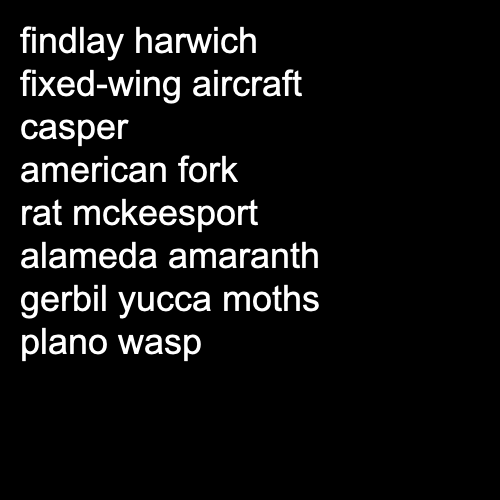 findlay harwich
fixed-wing aircraft
casper
american fork
rat mckeesport
alameda amaranth
gerbil yucca moths
plano wasp